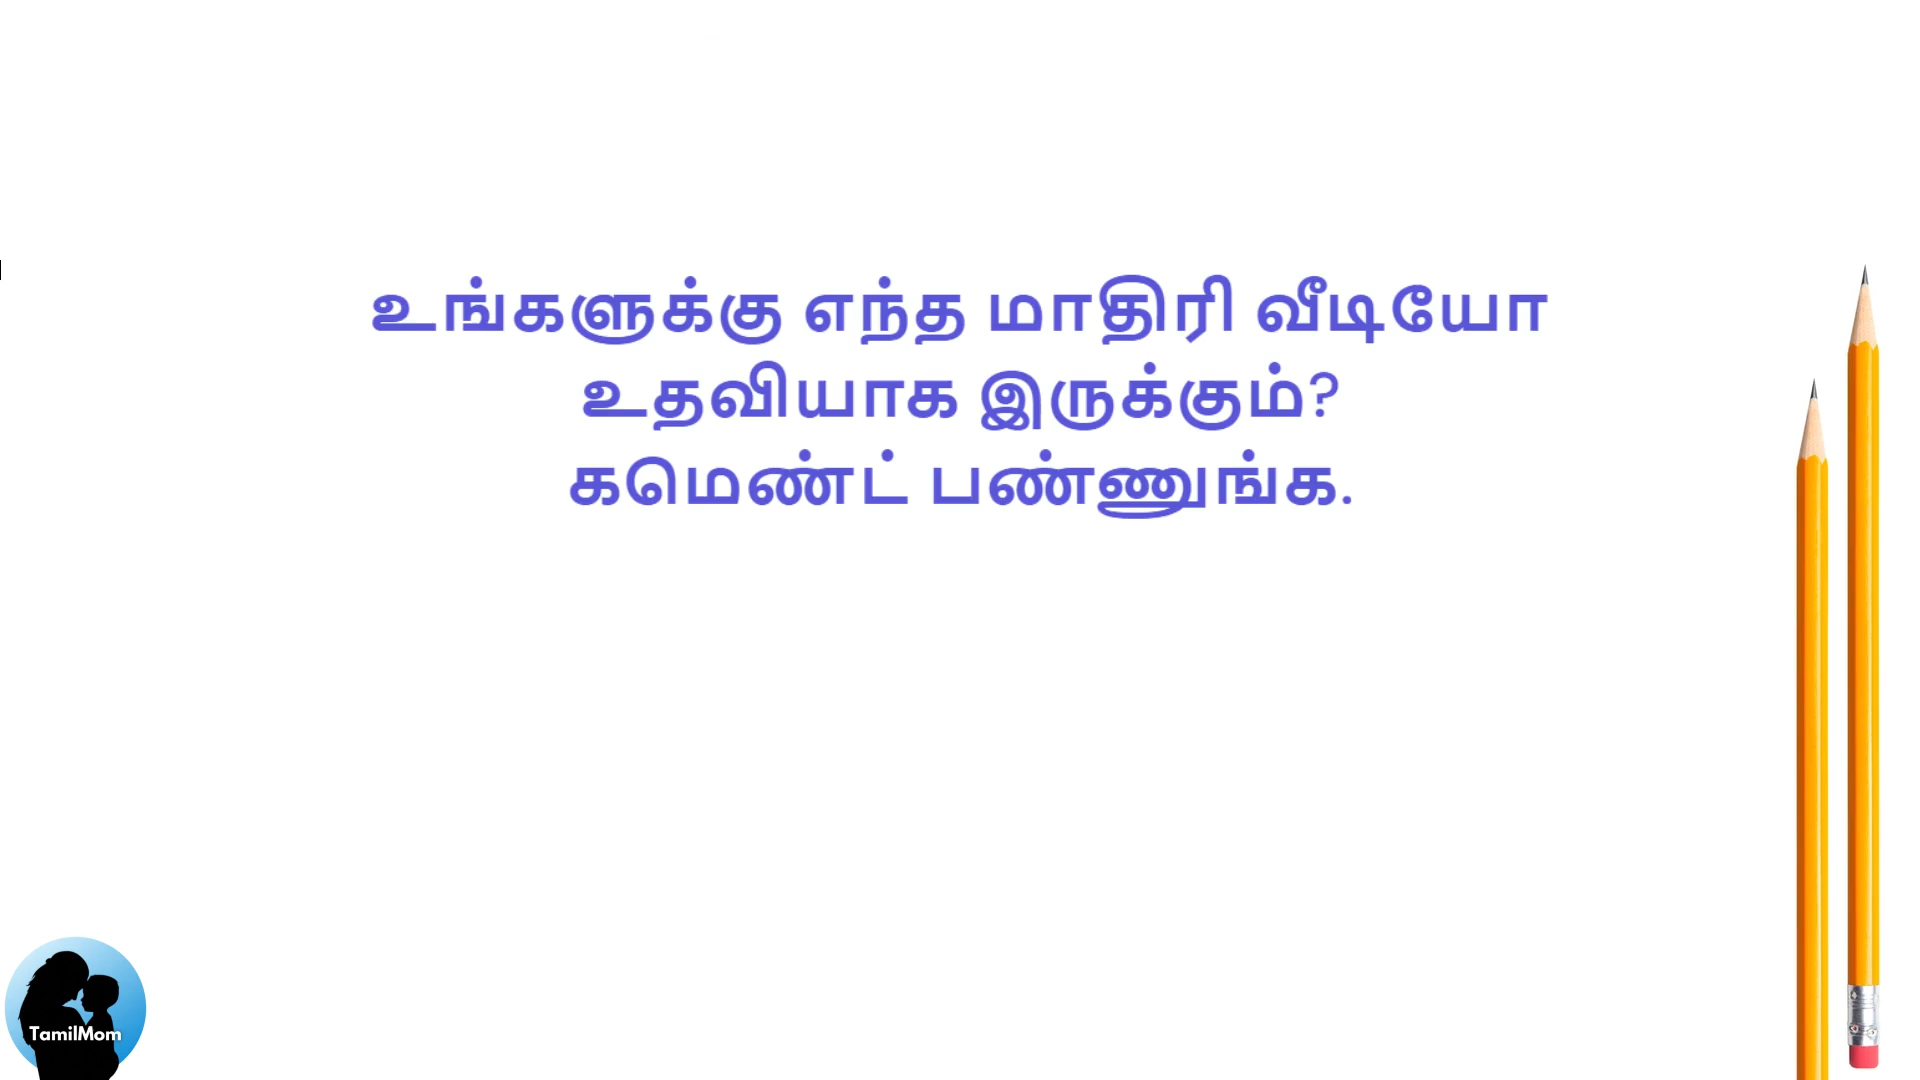 உங்களுக்கு எந்த மாதிரி வீடியோ
உதவியாக இருக்கும்?
கமெண்ட் பண்ணுங்க.
TamilMom